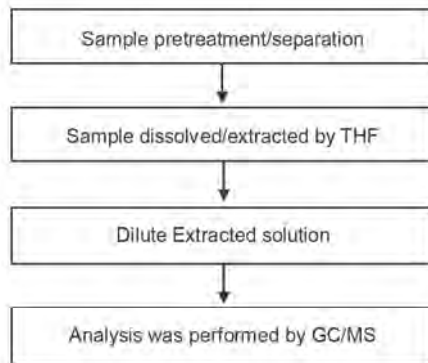 Sample pretreatment/separation
Sample dissolved/extracted by THF
Dilute Extracted solution
Analysis was performed by GC/MS